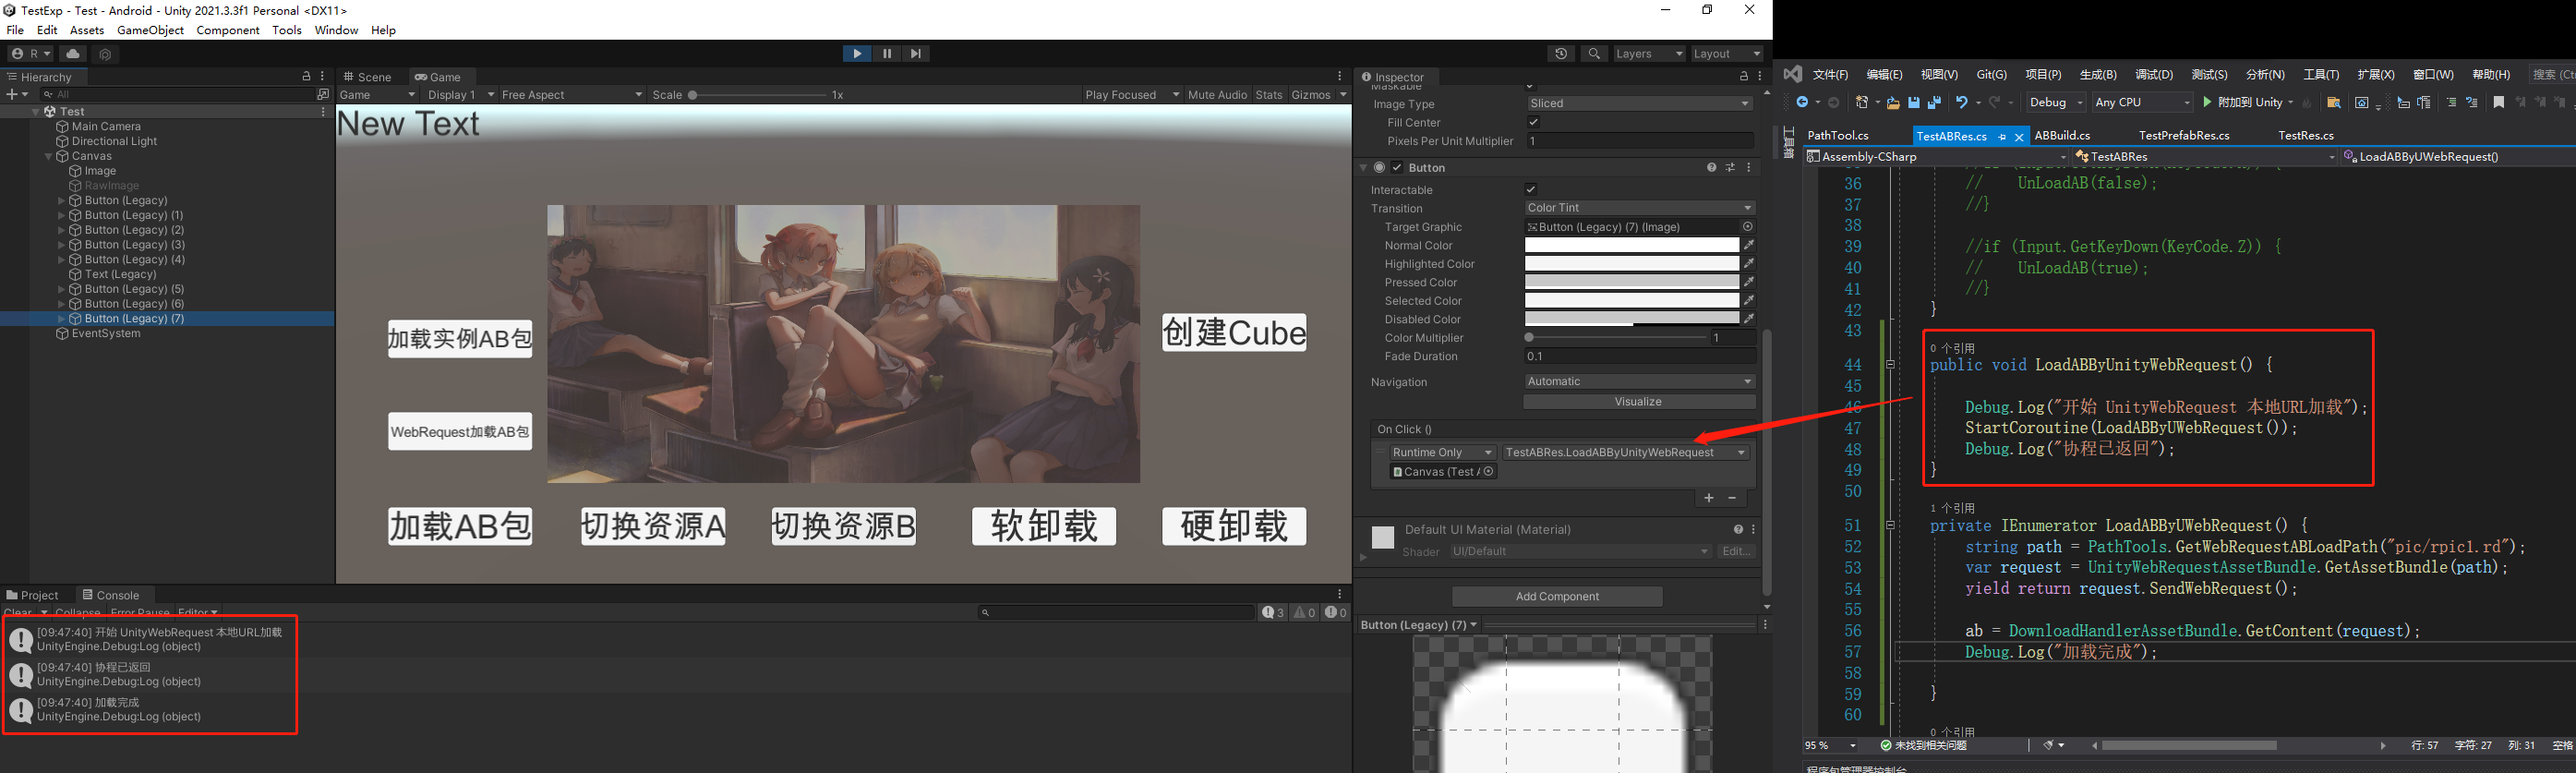 TestExp - Test - Android - Unity 2021.3.3f1 Personal <DX11>
File Edit Assets GameObject Component Tools Window Help
R
Layers Layout
Hierarchy
All
Test
Main Camera
Directional Light
Canvas
Image
RawImage
Button (Legacy)
Button (Legacy) (1)
Button (Legacy) (2)
Button (Legacy) (3)
Button (Legacy) (4)
Text (Legacy)
Button (Legacy) (5)
Button (Legacy) (6)
Button (Legacy) (7)
EventSystem
Scene Game
Game Display 1 Free Aspect Scale 1x Play Focused Mute Audio Stats Gizmos
New Text
加载实例AB包
创建Cube
WebRequest加载AB包
加载AB包 切换资源A 切换资源B 软卸载 硬卸载
Project Console
Clear Collapse Error Pause Editor
3 0 0
[09:47:40] 开始 UnityWebRequest 本地URL加载
UnityEngine.Debug:Log (object)
[09:47:40] 协程已返回
UnityEngine.Debug:Log (object)
[09:47:40] 加载完成
UnityEngine.Debug:Log (object)
Inspector
Maskable
Image Type Sliced
Fill Center
Pixels Per Unit Multiplier 1
Button
Interactable
Transition Color Tint
Target Graphic Button (Legacy) (7) (Image)
Normal Color
Highlighted Color
Pressed Color
Selected Color
Disabled Color
Color Multiplier 1
Fade Duration 0.1
Navigation Automatic
Visualize
On Click ()
Runtime Only TestABRes.LoadABByUnityWebRequest
Canvas (Test A
+ −
Default UI Material (Material)
Shader UI/Default Edit...
Add Component
Button (Legacy) (7)
文件(F) 编辑(E) 视图(V) Git(G) 项目(P) 生成(B) 调试(D) 测试(S) 分析(N) 工具(T) 扩展(X) 窗口(W) 帮助(H) 搜索 (Ct
Debug Any CPU 附加到 Unity
工具箱
PathTool.cs TestABRes.cs ABBuild.cs TestPrefabRes.cs TestRes.cs
Assembly-CSharp TestABRes LoadABByUWebRequest()
36 // UnLoadAB(false);
37 //}
38
39 //if (Input.GetKeyDown(KeyCode.Z)) {
40 // UnLoadAB(true);
41 //}
42 }
43
0 个引用
44 public void LoadABByUnityWebRequest() {
45
46 Debug.Log("开始 UnityWebRequest 本地URL加载");
47 StartCoroutine(LoadABByUWebRequest());
48 Debug.Log("协程已返回");
49 }
50
1 个引用
51 private IEnumerator LoadABByUWebRequest() {
52 string path = PathTools.GetWebRequestABLoadPath("pic/rpic1.rd");
53 var request = UnityWebRequestAssetBundle.GetAssetBundle(path);
54 yield return request.SendWebRequest();
55
56 ab = DownloadHandlerAssetBundle.GetContent(request);
57 Debug.Log("加载完成");
58
59 }
60
0 个引用
95 % 未找到相关问题 行: 57 字符: 27 列: 31 空格
程序包管理器控制台